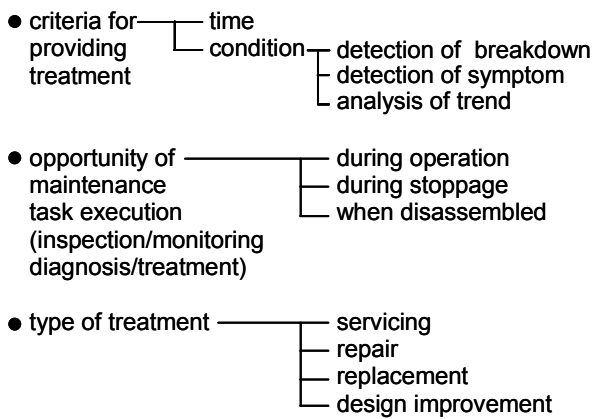 ● criteria for time
providing condition detection of breakdown
treatment detection of symptom
analysis of trend
● opportunity of during operation
maintenance during stoppage
task execution when disassembled
(inspection/monitoring
diagnosis/treatment)
● type of treatment servicing
repair
replacement
design improvement